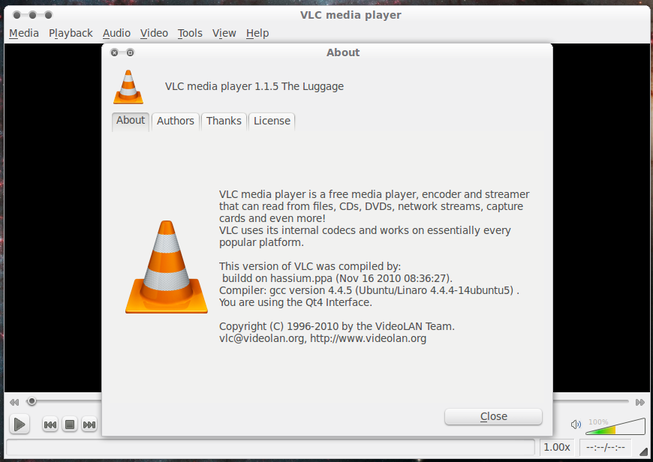 VLC media player
Media Playback Audio Video Tools View Help
About
VLC media player 1.1.5 The Luggage
About Authors Thanks License
VLC media player is a free media player, encoder and streamer
that can read from files, CDs, DVDs, network streams, capture
cards and even more!
VLC uses its internal codecs and works on essentially every
popular platform.
This version of VLC was compiled by:
buildd on hassium.ppa (Nov 16 2010 08:36:27).
Compiler: gcc version 4.4.5 (Ubuntu/Linaro 4.4.4-14ubuntu5) .
You are using the Qt4 Interface.
Copyright (C) 1996-2010 by the VideoLAN Team.
vlc@videolan.org, http://www.videolan.org
Close
100%
1.00x --:--/--:--